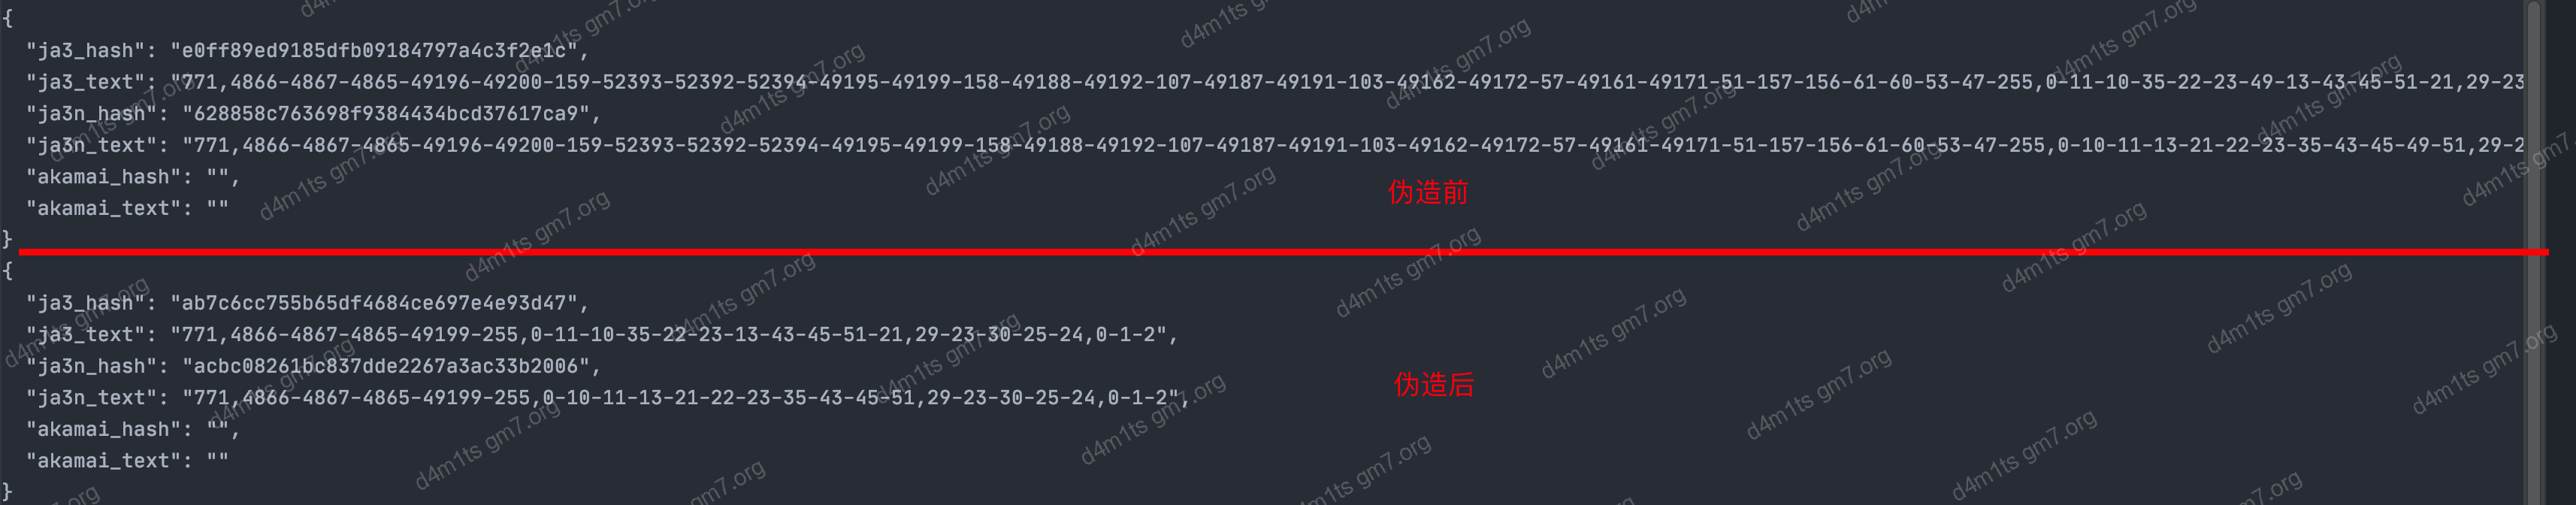 {
"ja3_hash": "e0ff89ed9185dfb09184797a4c3f2e1c",
"ja3_text": "771,4866-4867-4865-49196-49200-159-52393-52392-52394-49195-49199-158-49188-49192-107-49187-49191-103-49162-49172-57-49161-49171-51-157-156-61-60-53-47-255,0-11-10-35-22-23-49-13-43-45-51-21,29-23
"ja3n_hash": "628858c763698f9384434bcd37617ca9",
"ja3n_text": "771,4866-4867-4865-49196-49200-159-52393-52392-52394-49195-49199-158-49188-49192-107-49187-49191-103-49162-49172-57-49161-49171-51-157-156-61-60-53-47-255,0-10-11-13-21-22-23-35-43-45-49-51,29-2
"akamai_hash": "",
"akamai_text": ""
伪造前
}
{
"ja3_hash": "ab7c6cc755b65df4684ce697e4e93d47",
"ja3_text": "771,4866-4867-4865-49199-255,0-11-10-35-22-23-13-43-45-51-21,29-23-30-25-24,0-1-2",
"ja3n_hash": "acbc08261bc837dde2267a3ac33b2006",
伪造后
"ja3n_text": "771,4866-4867-4865-49199-255,0-10-11-13-21-22-23-35-43-45-51,29-23-30-25-24,0-1-2",
"akamai_hash": "",
"akamai_text": ""
}
d4m1ts gm7.org